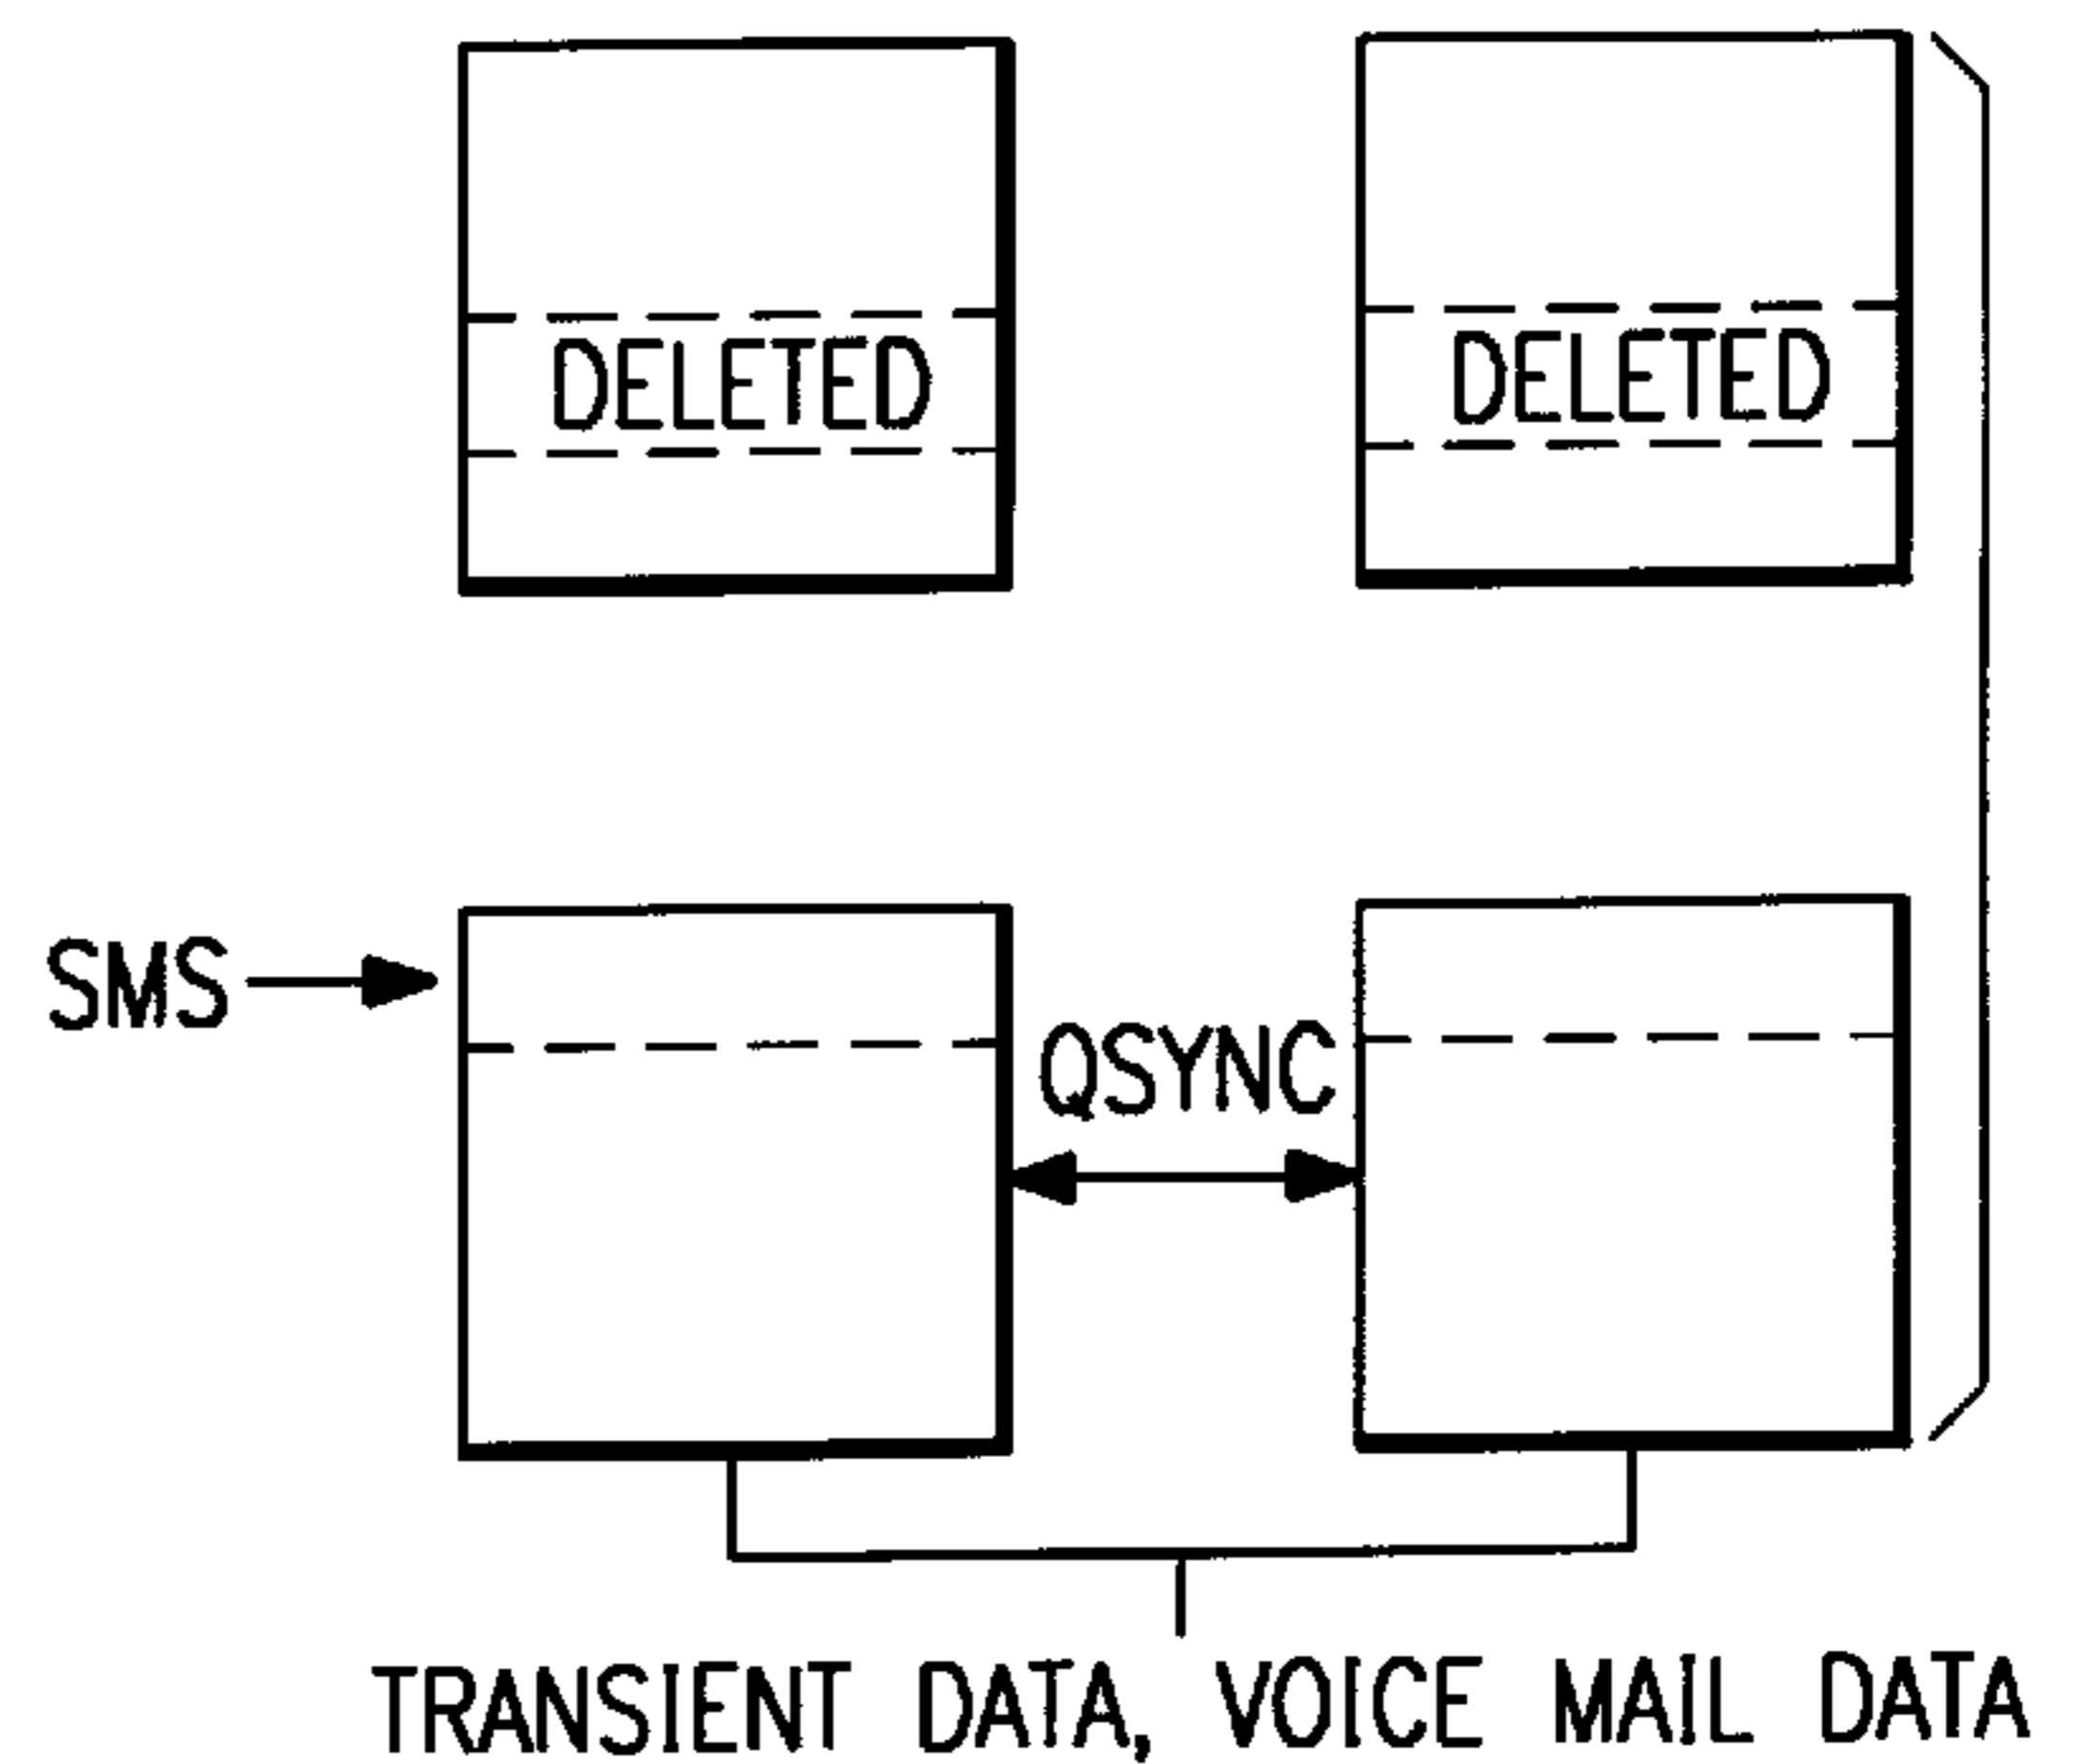 DELETED
DELETED
SMS
QSYNC
TRANSIENT DATA, VOICE MAIL DATA